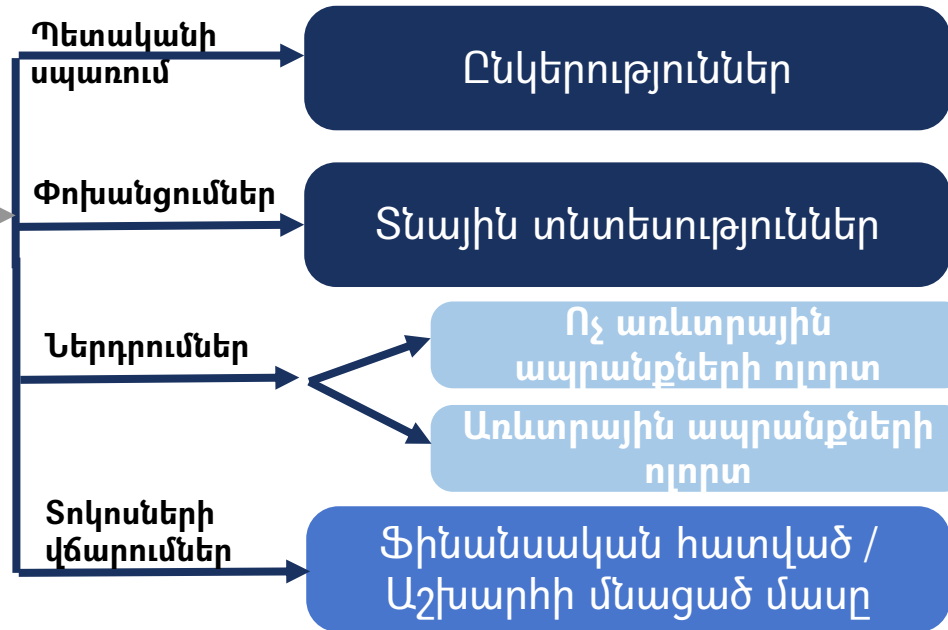 Պետականի
սպառում
Ընկերություններ
Փոխանցումներ
Տնային տնտեսություններ
Ներդրումներ
Ոչ առևտրային
ապրանքների ոլորտ
Առևտրային ապրանքների
ոլորտ
Տոկոսների
վճարումներ
Ֆինանսական հատված /
Աշխարհի մնացած մասը